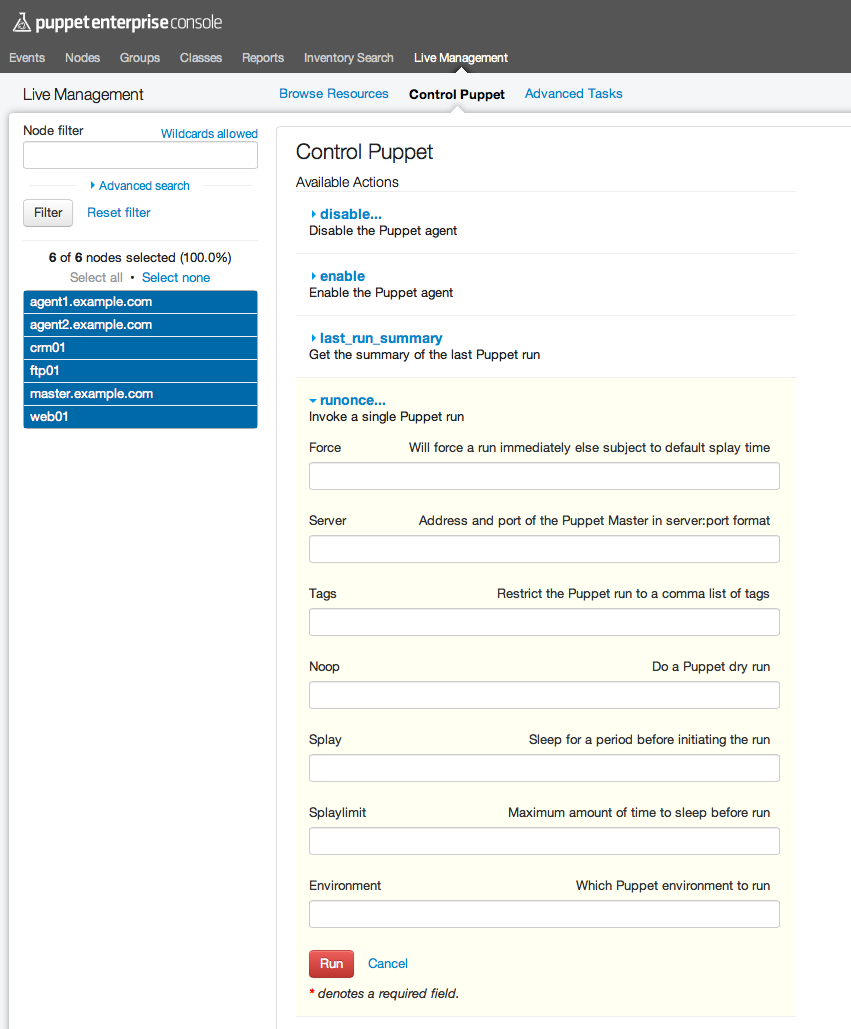 puppet enterprise console
Events Nodes Groups Classes Reports Inventory Search Live Management
Live Management
Browse Resources Control Puppet Advanced Tasks
Node filter Wildcards allowed
Advanced search
Filter Reset filter
6 of 6 nodes selected (100.0%)
Select all • Select none
agent1.example.com
agent2.example.com
crm01
ftp01
master.example.com
web01
Control Puppet
Available Actions
disable...
Disable the Puppet agent
enable
Enable the Puppet agent
last_run_summary
Get the summary of the last Puppet run
runonce...
Invoke a single Puppet run
Force Will force a run immediately else subject to default splay time
Server Address and port of the Puppet Master in server:port format
Tags Restrict the Puppet run to a comma list of tags
Noop Do a Puppet dry run
Splay Sleep for a period before initiating the run
Splaylimit Maximum amount of time to sleep before run
Environment Which Puppet environment to run
Run Cancel
* denotes a required field.